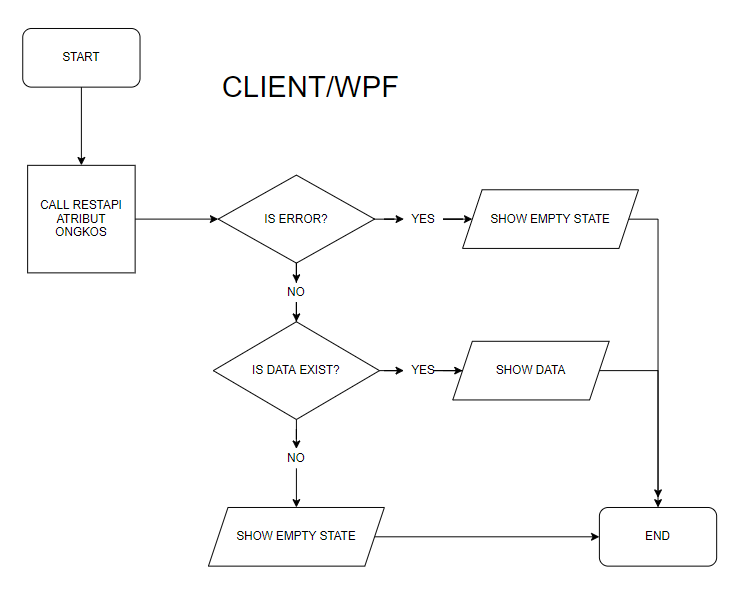 START
CLIENT/WPF
CALL RESTAPI
ATRIBUT
ONGKOS
IS ERROR?
YES
SHOW EMPTY STATE
NO
IS DATA EXIST?
YES
SHOW DATA
NO
SHOW EMPTY STATE
END